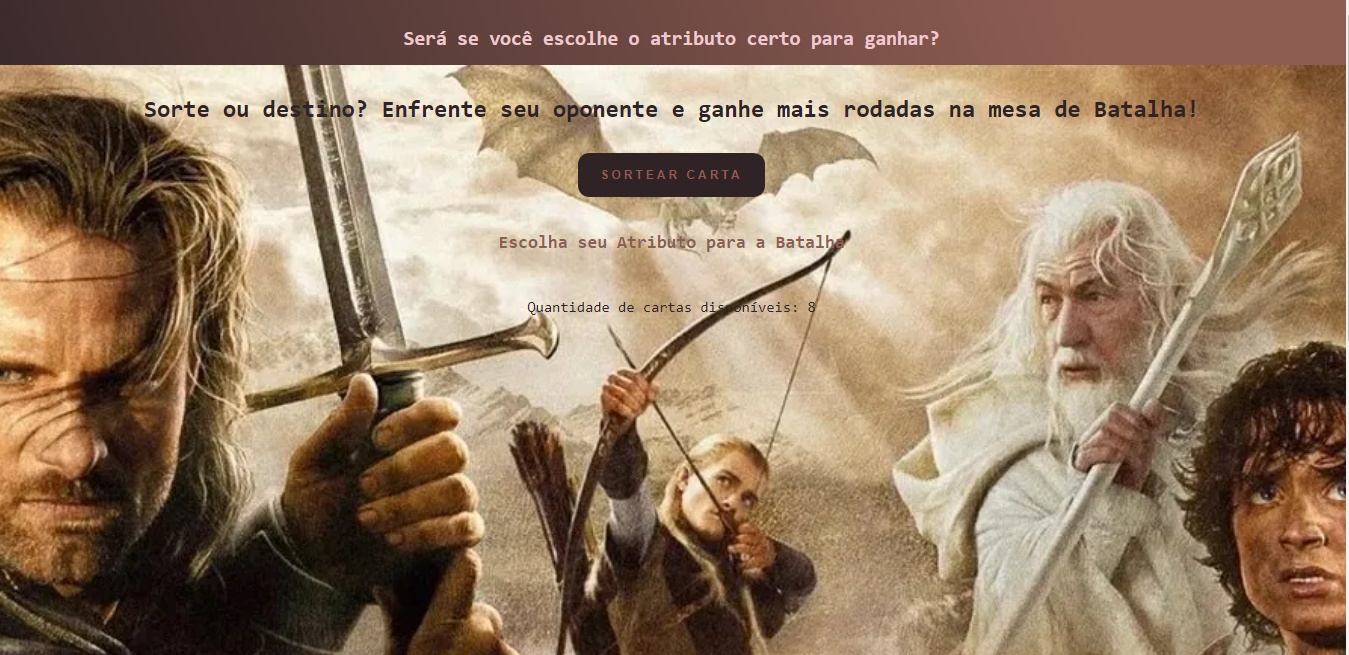 Será se você escolhe o atributo certo para ganhar?
Sorte ou destino? Enfrente seu oponente e ganhe mais rodadas na mesa de Batalha!
SORTEAR CARTA
Escolha seu Atributo para a Batalha
Quantidade de cartas disponíveis: 8